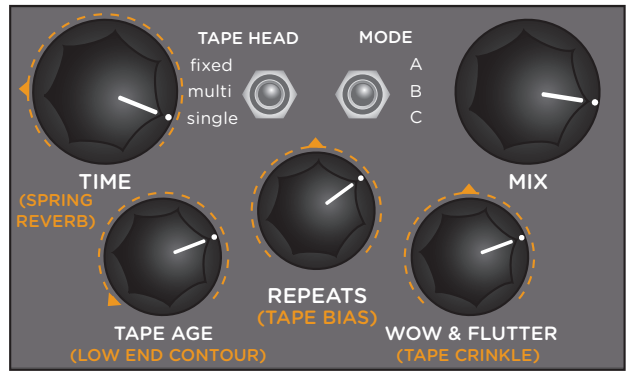 TAPE HEAD
MODE
fixed
multi
single
A
B
C
TIME
(SPRING
REVERB)
MIX
REPEATS
(TAPE BIAS)
TAPE AGE
(LOW END CONTOUR)
WOW & FLUTTER
(TAPE CRINKLE)